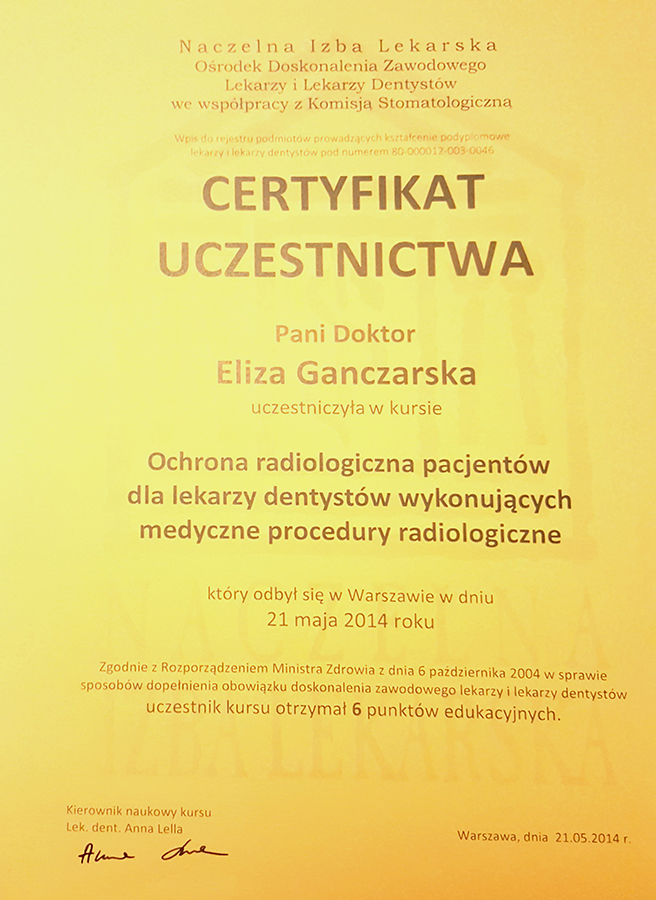 Naczelna Izba Lekarska
Ośrodek Doskonalenia Zawodowego
Lekarzy i Lekarzy Dentystów
we współpracy z Komisją Stomatologiczną
Wpis do rejestru podmiotów prowadzących kształcenie podyplomowe
lekarzy i lekarzy dentystów pod numerem 80-000012-003-0046
CERTYFIKAT
UCZESTNICTWA
Pani Doktor
Eliza Ganczarska
uczestniczyła w kursie
Ochrona radiologiczna pacjentów
dla lekarzy dentystów wykonujących
medyczne procedury radiologiczne
który odbył się w Warszawie w dniu
21 maja 2014 roku
Zgodnie z Rozporządzeniem Ministra Zdrowia z dnia 6 października 2004 w sprawie
sposobów dopełnienia obowiązku doskonalenia zawodowego lekarzy i lekarzy dentystów
uczestnik kursu otrzymał 6 punktów edukacyjnych.
NACZELNA
IZBA LEKARSKA
Kierownik naukowy kursu
Lek. dent. Anna Lella
Warszawa, dnia 21.05.2014 r.